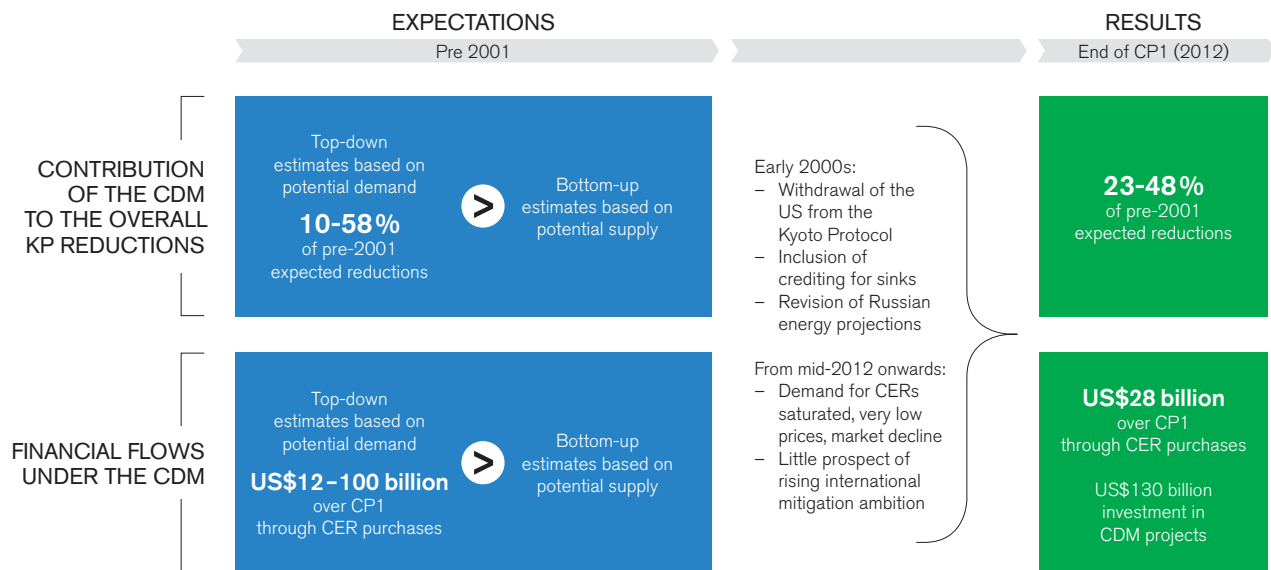 EXPECTATIONS
Pre 2001
RESULTS
End of CP1 (2012)
CONTRIBUTION
OF THE CDM
TO THE OVERALL
KP REDUCTIONS
Top-down
estimates based on
potential demand
10-58%
of pre-2001
expected reductions
>
Bottom-up
estimates based on
potential supply
Early 2000s:
– Withdrawal of the
US from the
Kyoto Protocol
– Inclusion of
crediting for sinks
– Revision of Russian
energy projections
23-48%
of pre-2001
expected reductions
FINANCIAL FLOWS
UNDER THE CDM
Top-down
estimates based on
potential demand
US$12–100 billion
over CP1
through CER purchases
>
Bottom-up
estimates based on
potential supply
From mid-2012 onwards:
– Demand for CERs
saturated, very low
prices, market decline
– Little prospect of
rising international
mitigation ambition
US$28 billion
over CP1
through CER purchases
US$130 billion
investment in
CDM projects